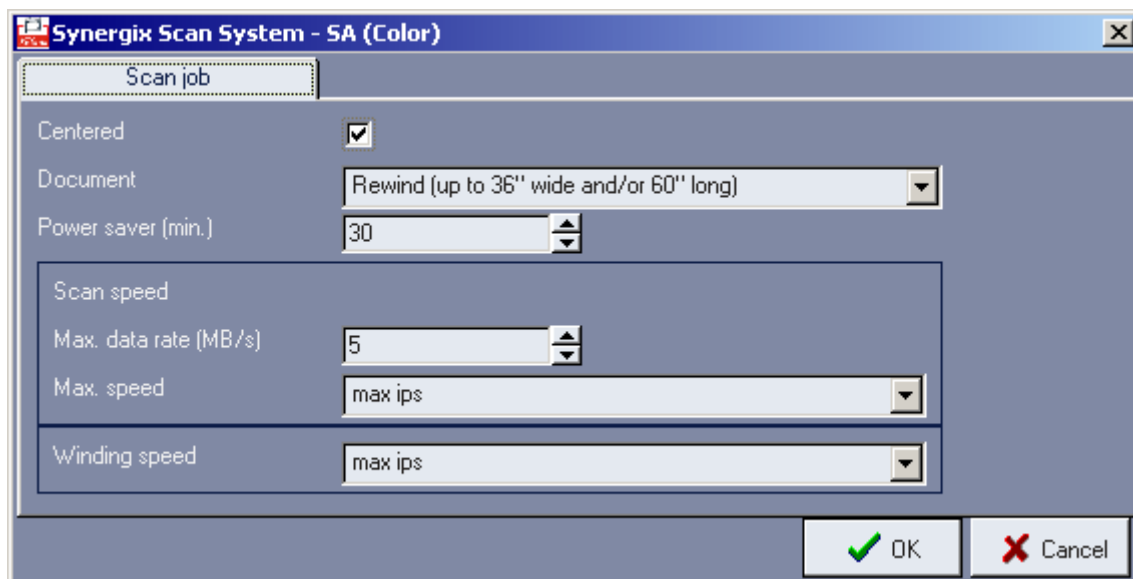 Synergix Scan System - SA (Color)
Scan job
Centered
Document Rewind (up to 36" wide and/or 60" long)
Power saver (min.) 30
Scan speed
Max. data rate (MB/s) 5
Max. speed max ips
Winding speed max ips
OK Cancel